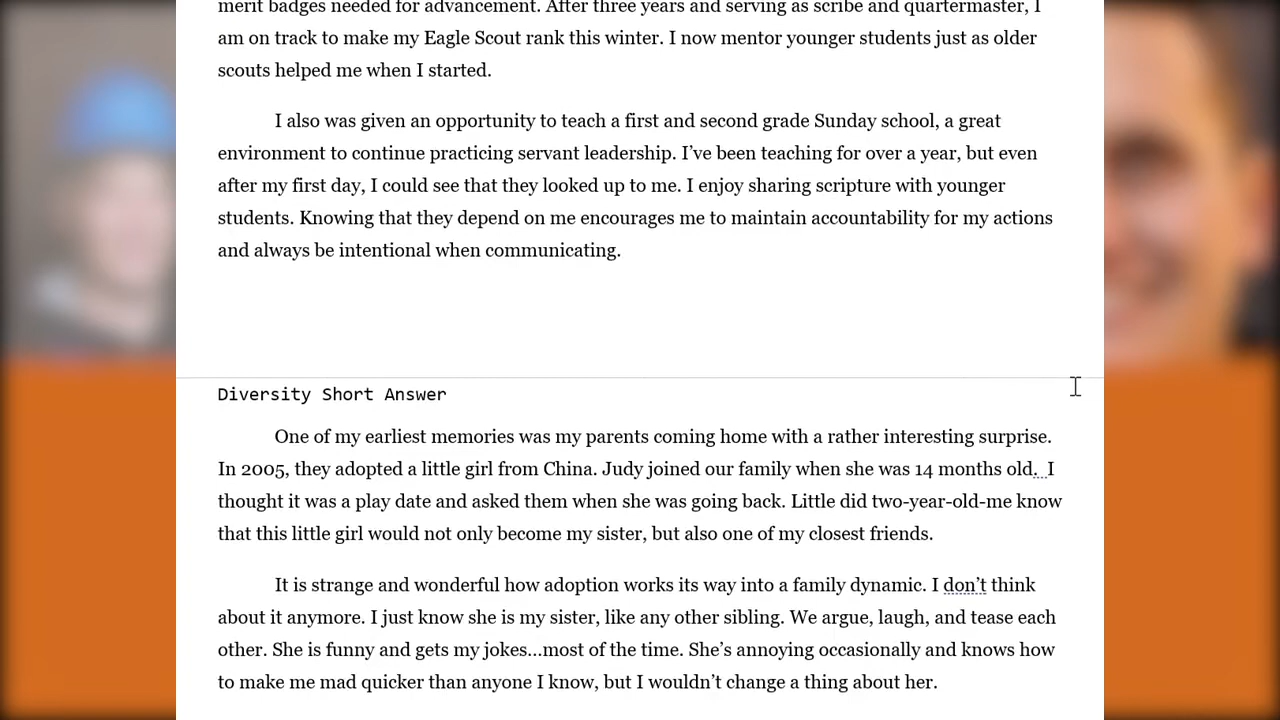 merit badges needed for advancement. After three years and serving as scribe and quartermaster, I
am on track to make my Eagle Scout rank this winter. I now mentor younger students just as older
scouts helped me when I started.
I also was given an opportunity to teach a first and second grade Sunday school, a great
environment to continue practicing servant leadership. I’ve been teaching for over a year, but even
after my first day, I could see that they looked up to me. I enjoy sharing scripture with younger
students. Knowing that they depend on me encourages me to maintain accountability for my actions
and always be intentional when communicating.
Diversity Short Answer
One of my earliest memories was my parents coming home with a rather interesting surprise.
In 2005, they adopted a little girl from China. Judy joined our family when she was 14 months old.  I
thought it was a play date and asked them when she was going back. Little did two-year-old-me know
that this little girl would not only become my sister, but also one of my closest friends.
It is strange and wonderful how adoption works its way into a family dynamic. I don’t think
about it anymore. I just know she is my sister, like any other sibling. We argue, laugh, and tease each
other. She is funny and gets my jokes…most of the time. She’s annoying occasionally and knows how
to make me mad quicker than anyone I know, but I wouldn’t change a thing about her.